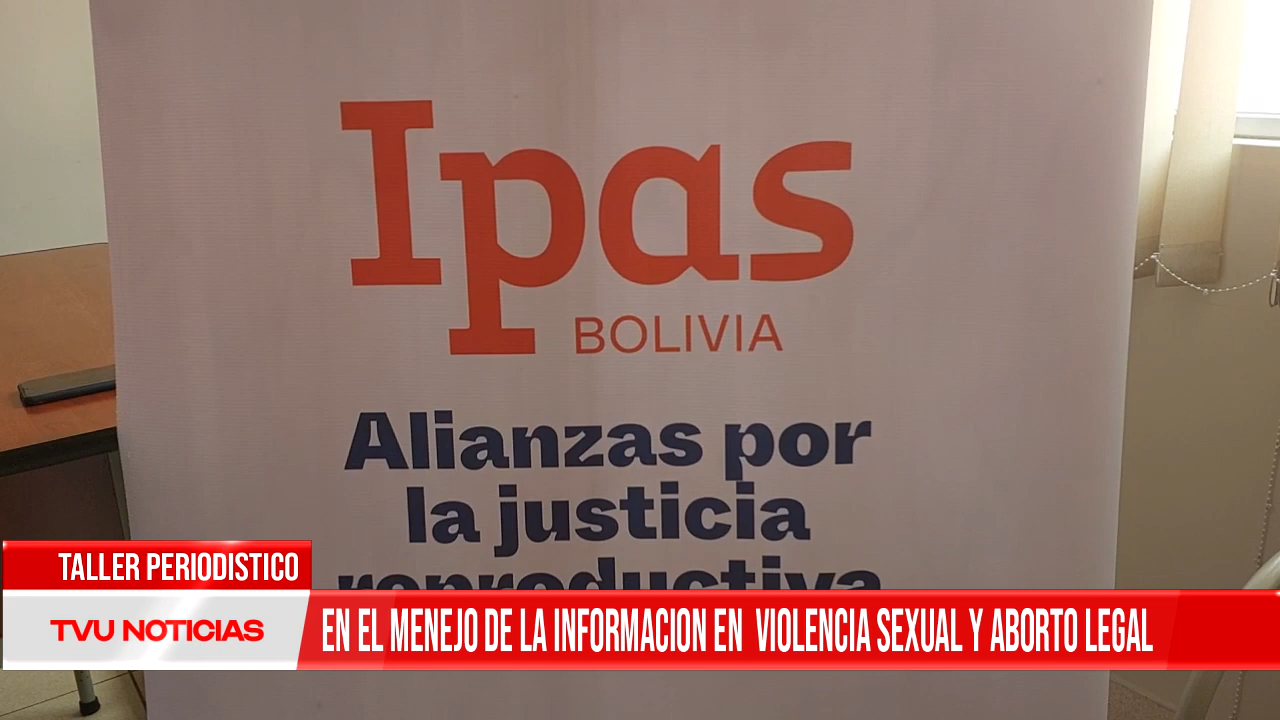 Ipas
BOLIVIA
Alianzas por
la justicia
reproductiva
TALLER PERIODISTICO
TVU NOTICIAS
EN EL MENEJO DE LA INFORMACION EN VIOLENCIA SEXUAL Y ABORTO LEGAL